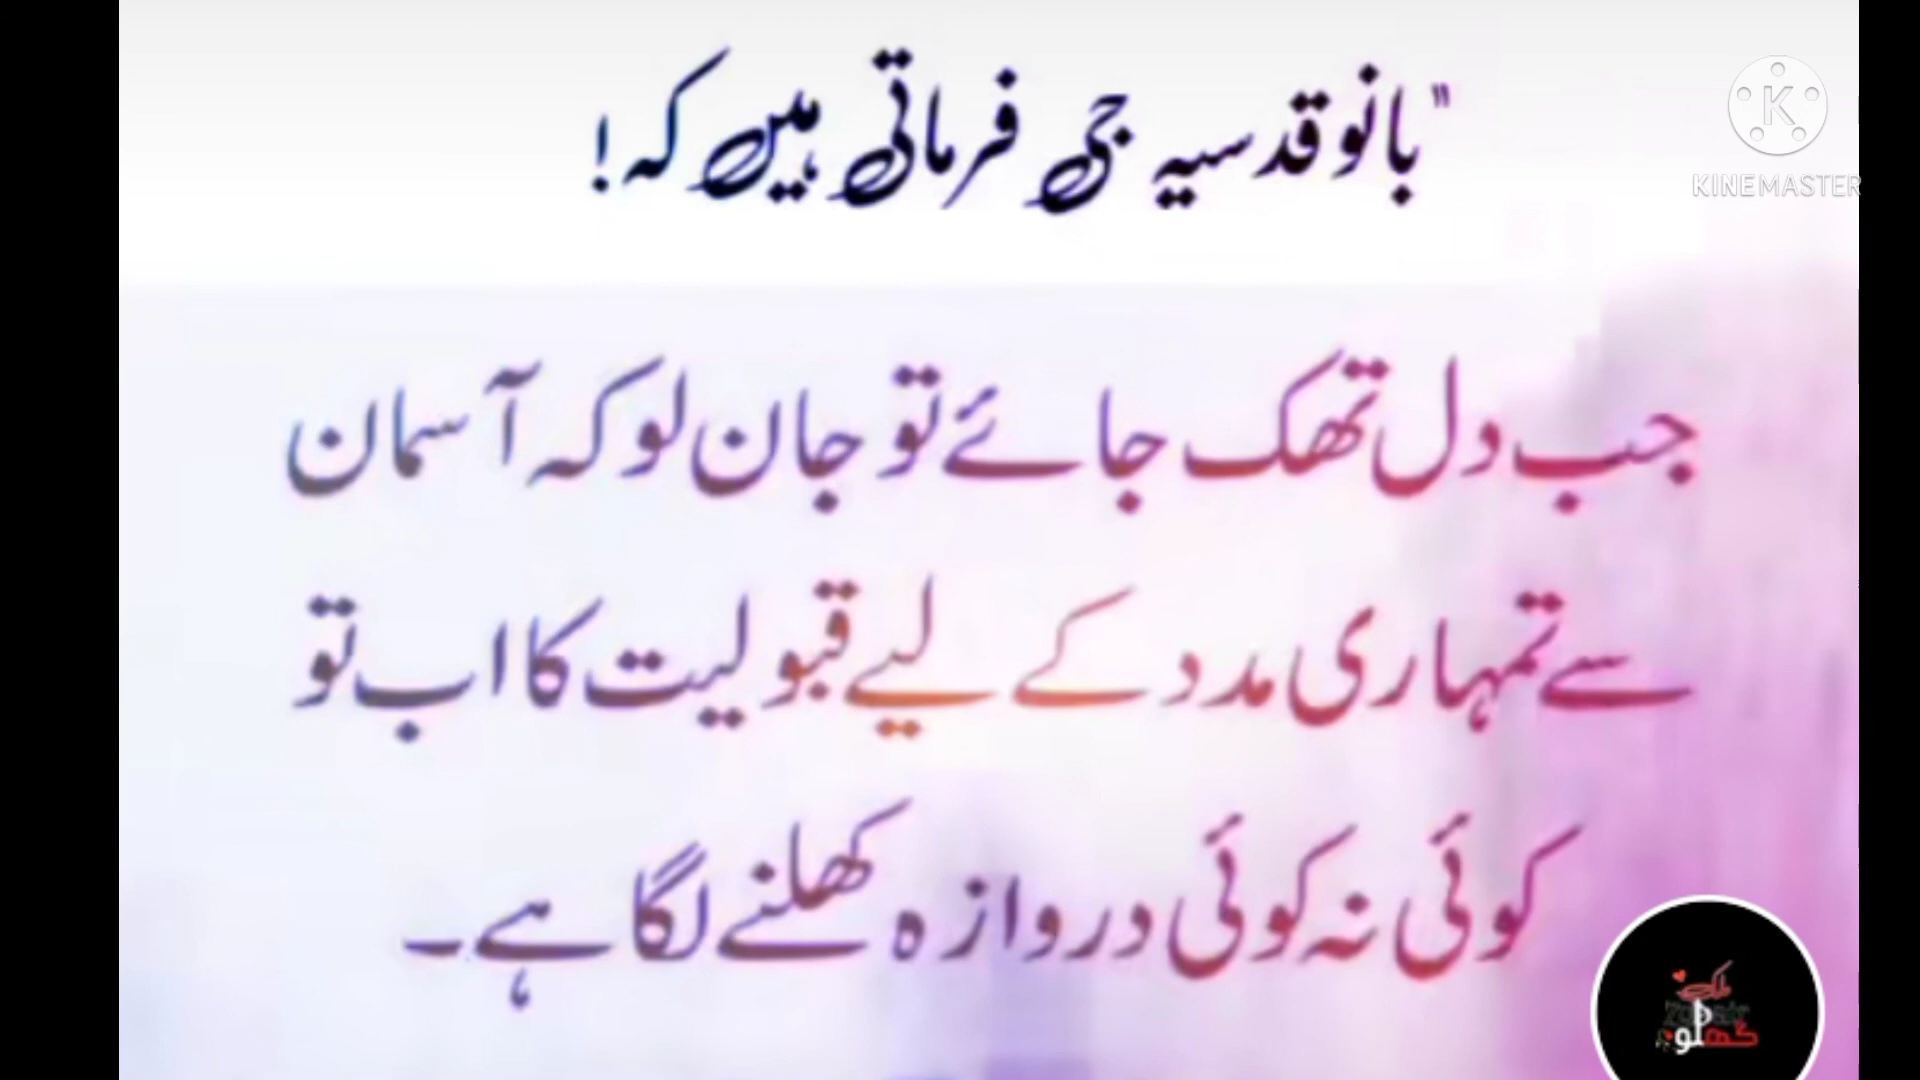 "بانو قدسیہ جی فرماتی ہیں کہ!
KINEMASTER
جب دل تھک جائے تو جان لو کہ آسمان
سے تمہاری مدد کے لیے قبولیت کا اب تو
کوئی نہ کوئی دروازہ کھلنے لگا ہے۔